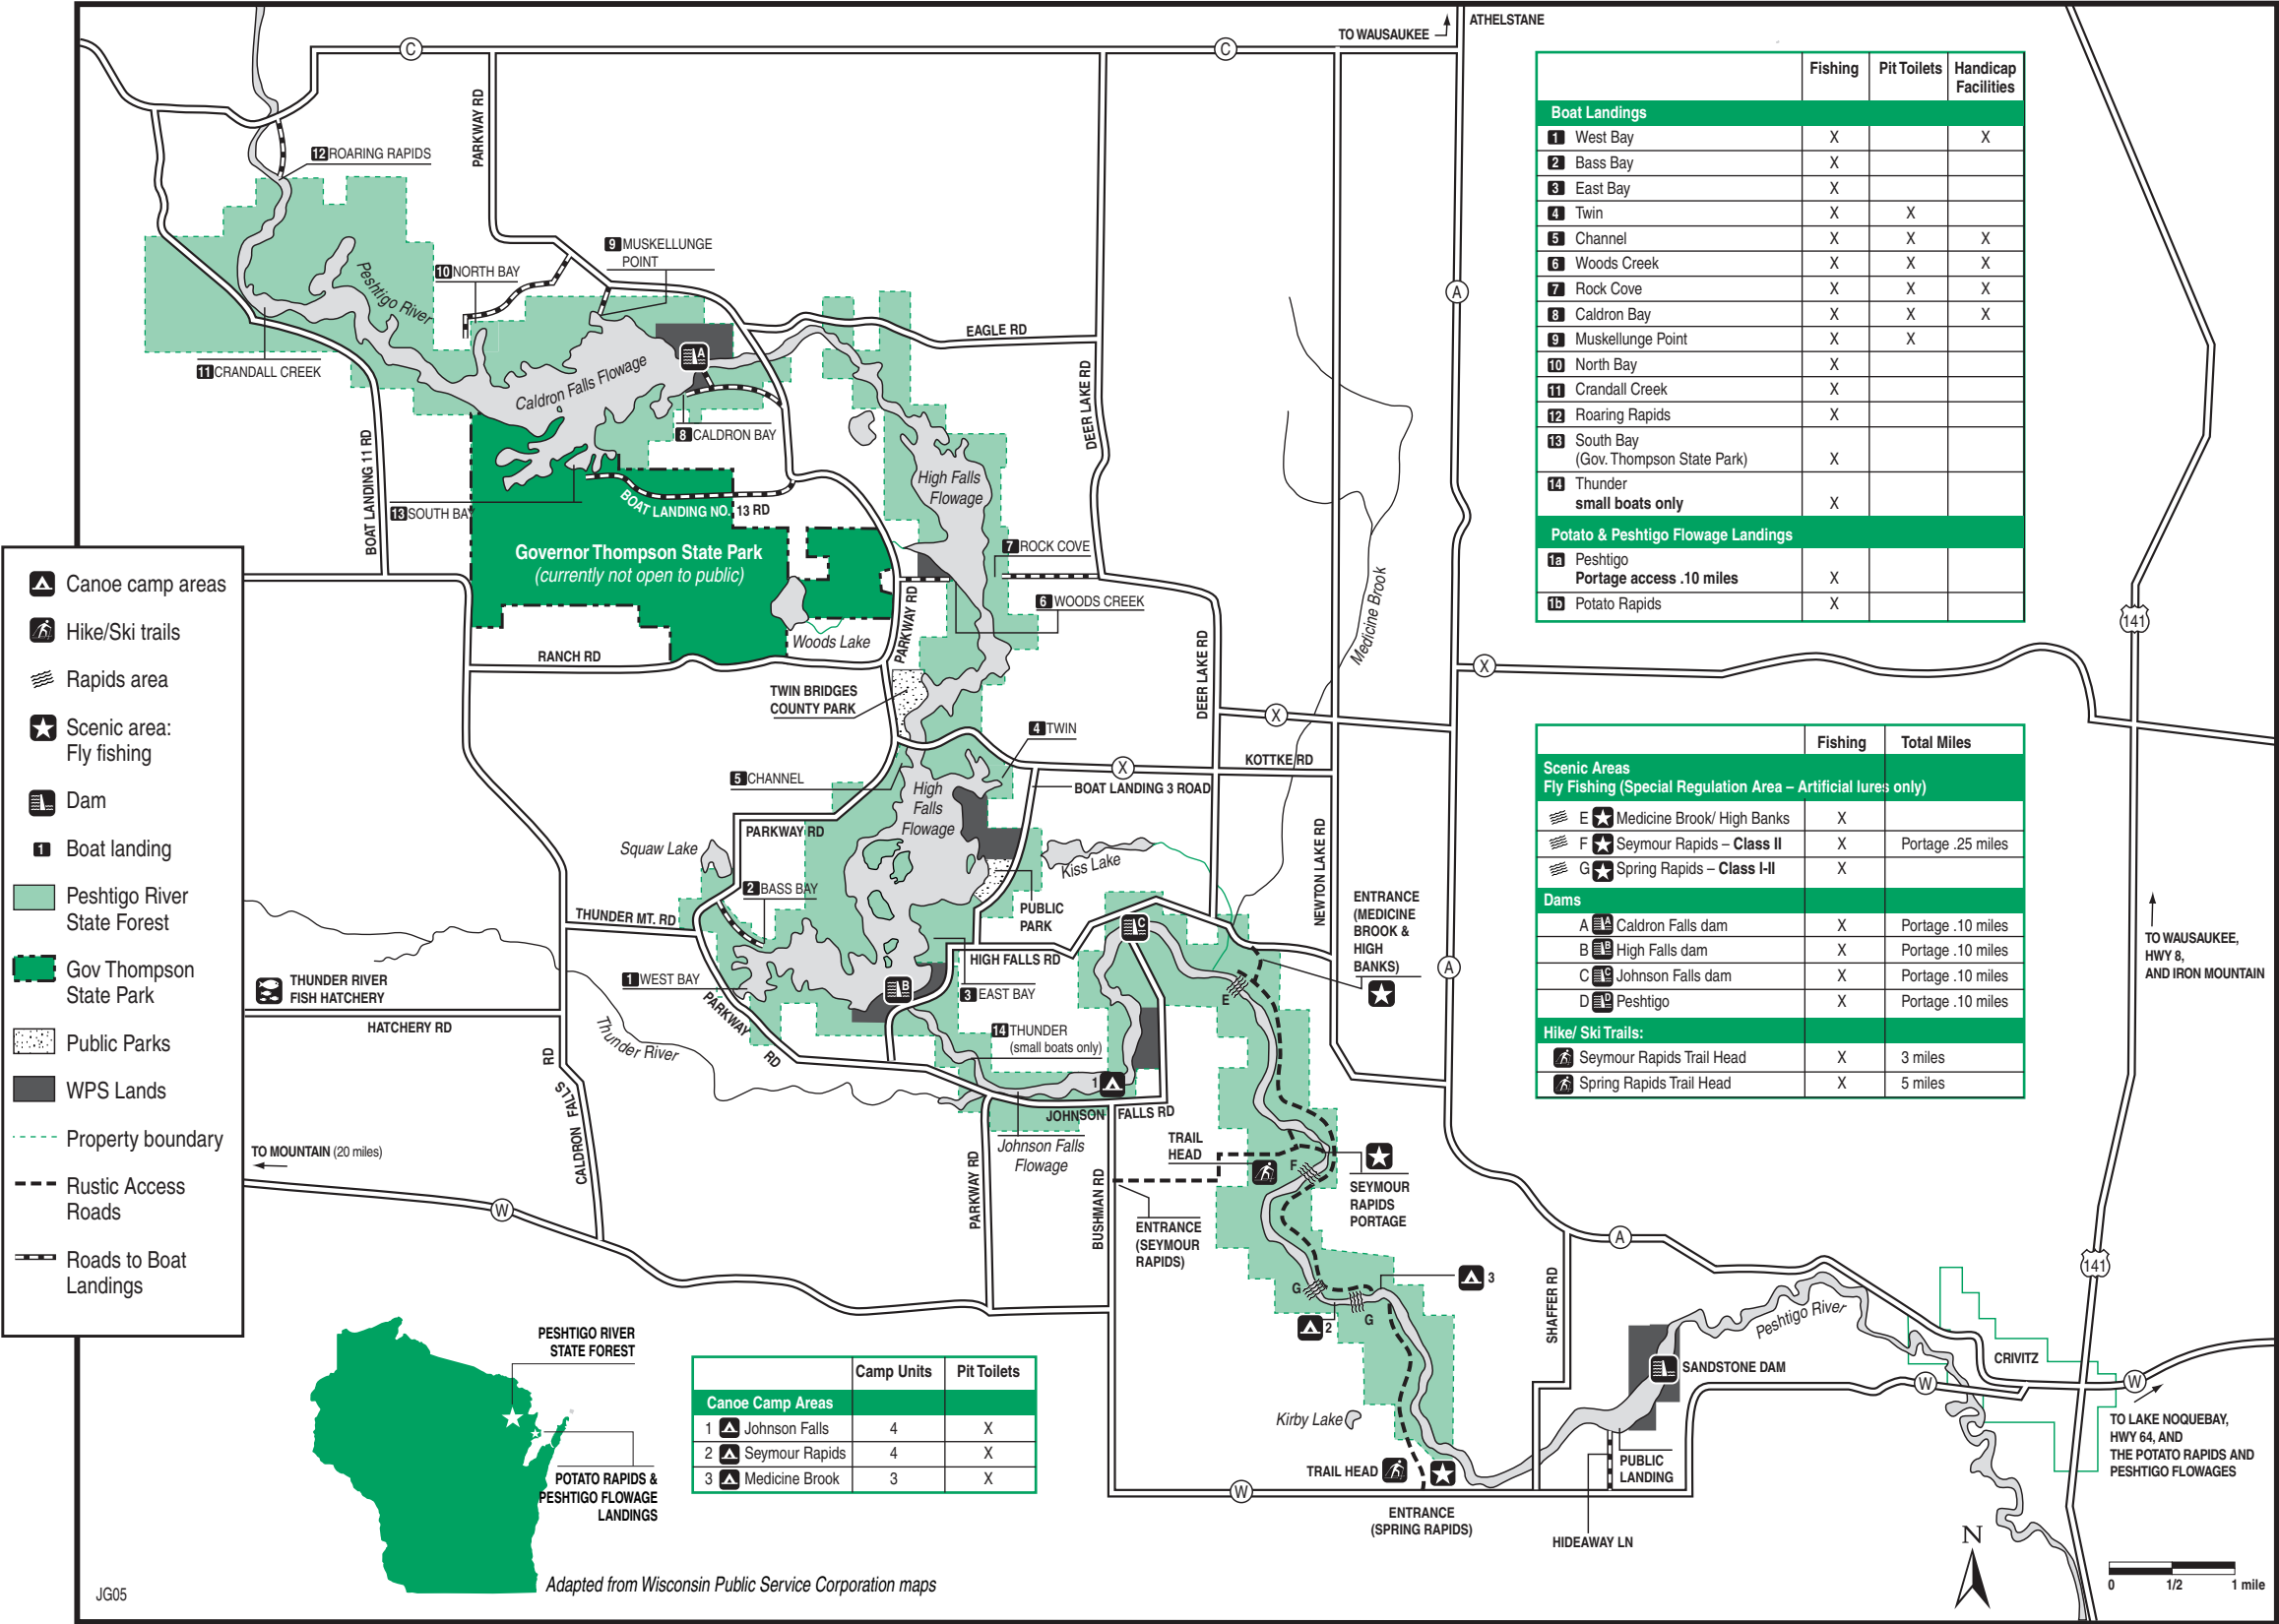 TO WAUSAUKEE
ATHELSTANE
C
C
PARKWAY RD
12 ROARING RAPIDS
9 MUSKELLUNGE
POINT
10 NORTH BAY
Peshtigo River
11 CRANDALL CREEK
EAGLE RD
A
Caldron Falls Flowage
8 CALDRON BAY
DEER LAKE RD
A
BOAT LANDING 11 RD
High Falls
Flowage
13 SOUTH BAY
BOAT LANDING NO. 13 RD
Governor Thompson State Park
(currently not open to public)
7 ROCK COVE
6 WOODS CREEK
PARKWAY RD
Woods Lake
RANCH RD
Medicine Brook
DEER LAKE RD
141
X
TWIN BRIDGES
COUNTY PARK
4 TWIN
X
KOTTKE RD
X
5 CHANNEL
BOAT LANDING 3 ROAD
High
Falls
Flowage
PARKWAY RD
Squaw Lake
Kiss Lake
NEWTON LAKE RD
2 BASS BAY
PUBLIC
PARK
ENTRANCE
(MEDICINE
BROOK &
HIGH
BANKS)
THUNDER MT. RD
C
HIGH FALLS RD
A
THUNDER RIVER
FISH HATCHERY
1 WEST BAY
B
3 EAST BAY
E
HATCHERY RD
Thunder River
PARKWAY RD
14 THUNDER
(small boats only)
1
JOHNSON FALLS RD
Johnson Falls
Flowage
CALDRON FALLS RD
TO MOUNTAIN (20 miles)
W
PARKWAY RD
BUSHMAN RD
TRAIL
HEAD
F
SEYMOUR
RAPIDS
PORTAGE
ENTRANCE
(SEYMOUR
RAPIDS)
G
G
3
2
A
SHAFFER RD
Peshtigo River
141
SANDSTONE DAM
CRIVITZ
W
W
Kirby Lake
TRAIL HEAD
W
ENTRANCE
(SPRING RAPIDS)
PUBLIC
LANDING
HIDEAWAY LN
TO WAUSAUKEE,
HWY 8,
AND IRON MOUNTAIN
TO LAKE NOQUEBAY,
HWY 64, AND
THE POTATO RAPIDS AND
PESHTIGO FLOWAGES
N
0 1/2 1 mile
Canoe camp areas
Hike/Ski trails
Rapids area
Scenic area:
Fly fishing
Dam
1 Boat landing
Peshtigo River
State Forest
Gov Thompson
State Park
Public Parks
WPS Lands
Property boundary
Rustic Access
Roads
Roads to Boat
Landings
Fishing Pit Toilets Handicap
Facilities
Boat Landings
1 West Bay X X
2 Bass Bay X
3 East Bay X
4 Twin X X
5 Channel X X X
6 Woods Creek X X X
7 Rock Cove X X X
8 Caldron Bay X X X
9 Muskellunge Point X X
10 North Bay X
11 Crandall Creek X
12 Roaring Rapids X
13 South Bay
(Gov. Thompson State Park) X
14 Thunder
small boats only X
Potato & Peshtigo Flowage Landings
1a Peshtigo
Portage access .10 miles X
1b Potato Rapids X
Fishing Total Miles
Scenic Areas
Fly Fishing (Special Regulation Area – Artificial lures only)
E Medicine Brook/ High Banks X
F Seymour Rapids – Class II X Portage .25 miles
G Spring Rapids – Class I-II X
Dams
A A Caldron Falls dam X Portage .10 miles
B B High Falls dam X Portage .10 miles
C C Johnson Falls dam X Portage .10 miles
D D Peshtigo X Portage .10 miles
Hike/ Ski Trails:
Seymour Rapids Trail Head X 3 miles
Spring Rapids Trail Head X 5 miles
Camp Units Pit Toilets
Canoe Camp Areas
1 Johnson Falls 4 X
2 Seymour Rapids 4 X
3 Medicine Brook 3 X
PESHTIGO RIVER
STATE FOREST
POTATO RAPIDS &
PESHTIGO FLOWAGE
LANDINGS
JG05
Adapted from Wisconsin Public Service Corporation maps